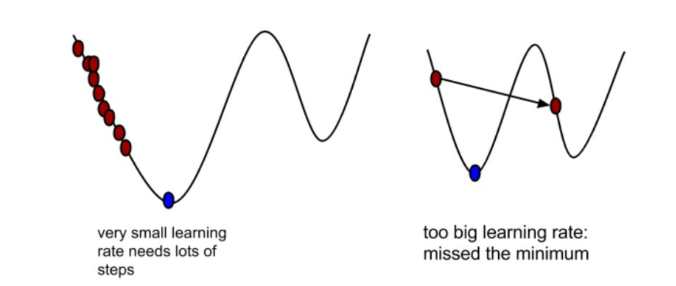 very small learning
rate needs lots of
steps
too big learning rate:
missed the minimum